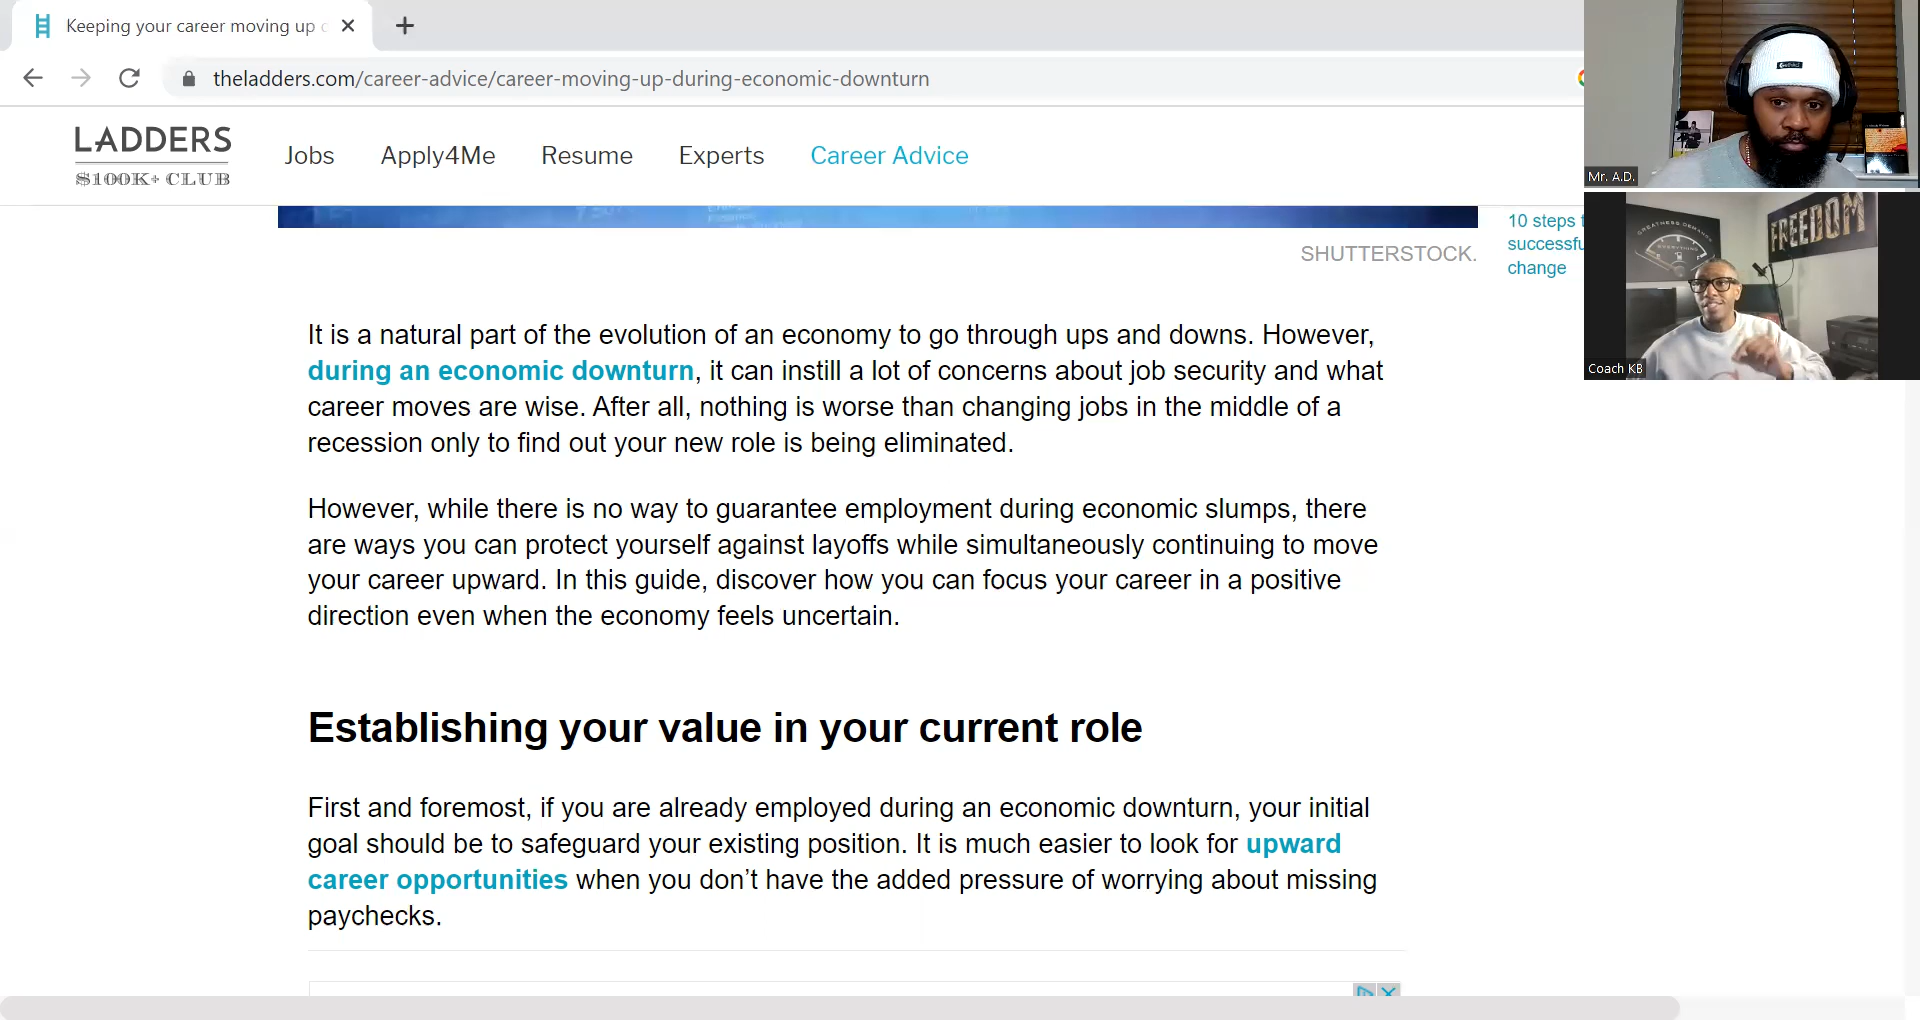 Keeping your career moving up
theladders.com/career-advice/career-moving-up-during-economic-downturn
LADDERS
$100K+ CLUB
Jobs
Apply4Me
Resume
Experts
Career Advice
Mr. A.D.
GREATNESS DEMANDS
EVERYTHING
FREEDOM
Coach KB
SHUTTERSTOCK.
10 steps
change
It is a natural part of the evolution of an economy to go through ups and downs. However,
during an economic downturn, it can instill a lot of concerns about job security and what
career moves are wise. After all, nothing is worse than changing jobs in the middle of a
recession only to find out your new role is being eliminated.
However, while there is no way to guarantee employment during economic slumps, there
are ways you can protect yourself against layoffs while simultaneously continuing to move
your career upward. In this guide, discover how you can focus your career in a positive
direction even when the economy feels uncertain.
Establishing your value in your current role
First and foremost, if you are already employed during an economic downturn, your initial
goal should be to safeguard your existing position. It is much easier to look for upward
career opportunities when you don’t have the added pressure of worrying about missing
paychecks.